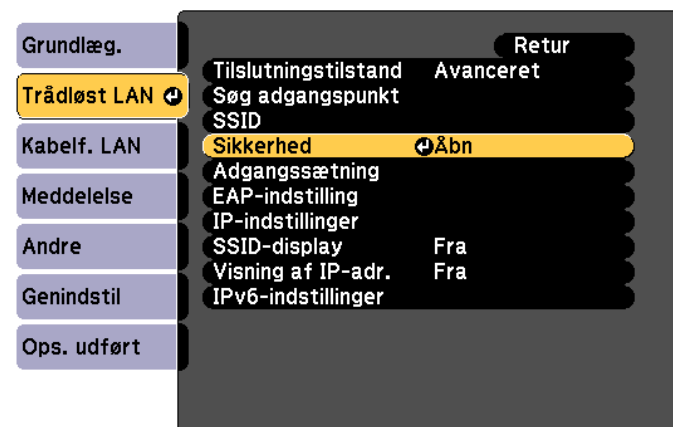 Grundlæg.
Trådløst LAN
Kabelf. LAN
Meddelelse
Andre
Genindstil
Ops. udført
Retur
Tilslutningstilstand Avanceret
Søg adgangspunkt
SSID
Sikkerhed Åbn
Adgangssætning
EAP-indstilling
IP-indstillinger
SSID-display Fra
Visning af IP-adr. Fra
IPv6-indstillinger